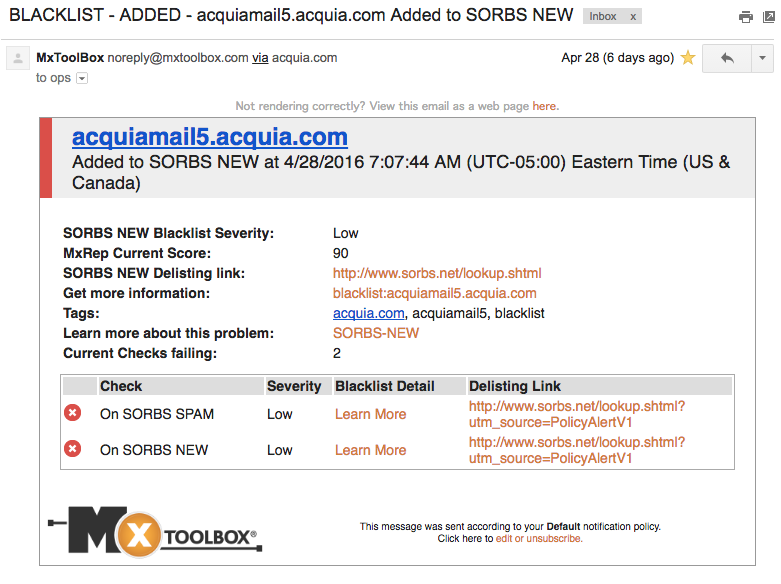 BLACKLIST - ADDED - acquiamail5.acquia.com Added to SORBS NEW Inbox x
MxToolBox noreply@mxtoolbox.com via acquia.com Apr 28 (6 days ago)
to ops
Not rendering correctly? View this email as a web page here.
acquiamail5.acquia.com
Added to SORBS NEW at 4/28/2016 7:07:44 AM (UTC-05:00) Eastern Time (US &
Canada)
SORBS NEW Blacklist Severity: Low
MxRep Current Score: 90
SORBS NEW Delisting link: http://www.sorbs.net/lookup.shtml
Get more information: blacklist:acquiamail5.acquia.com
Tags: acquia.com, acquiamail5, blacklist
Learn more about this problem: SORBS-NEW
Current Checks failing: 2
Check Severity Blacklist Detail Delisting Link
On SORBS SPAM Low Learn More http://www.sorbs.net/lookup.shtml?
utm_source=PolicyAlertV1
On SORBS NEW Low Learn More http://www.sorbs.net/lookup.shtml?
utm_source=PolicyAlertV1
MX TOOLBOX®
This message was sent according to your Default notification policy.
Click here to edit or unsubscribe.